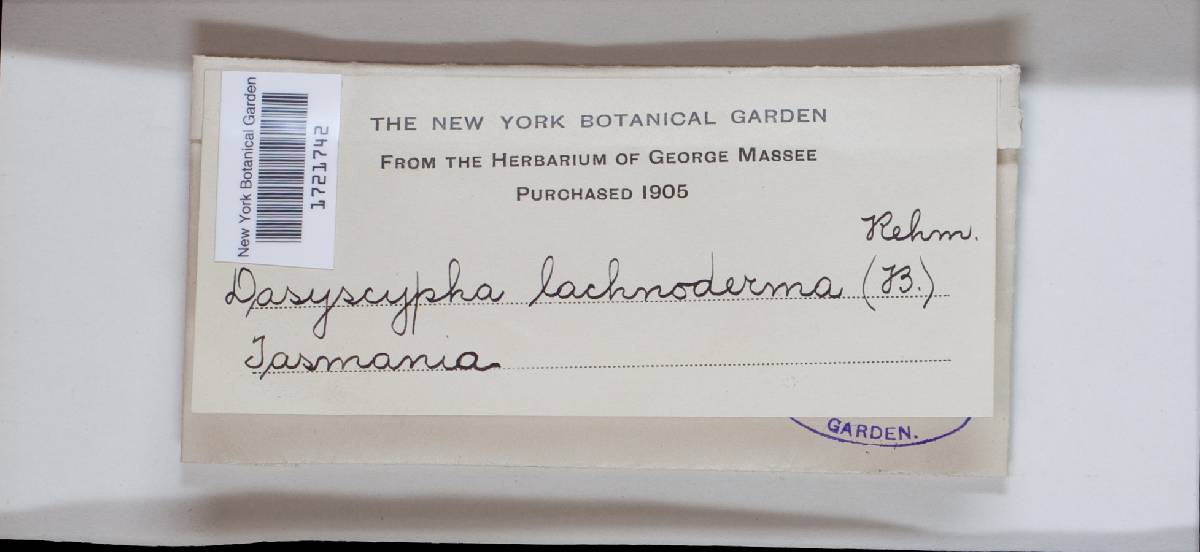 New York Botanical Garden
1721742
THE NEW YORK BOTANICAL GARDEN
FROM THE HERBARIUM OF GEORGE MASSEE
PURCHASED 1905
Rehm.
Dasyscypha lachnoderma (B.)
Tasmania
GARDEN.